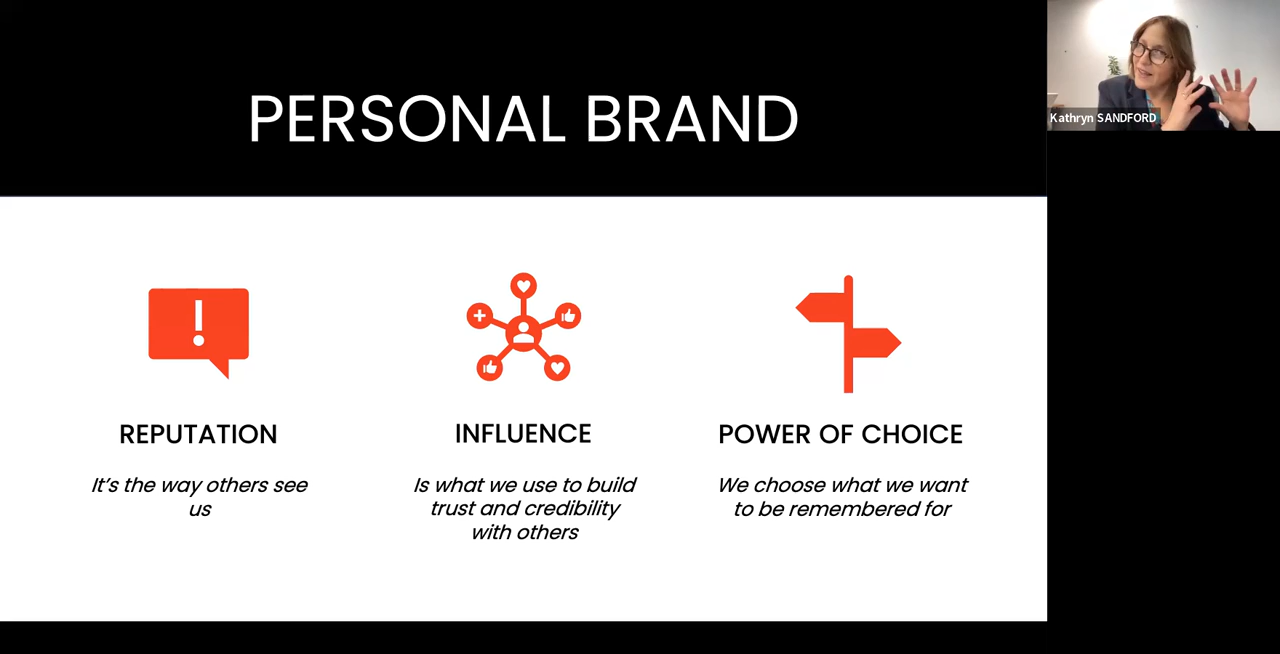 PERSONAL BRAND
Kathryn SANDFORD
REPUTATION
It's the way others see
us
INFLUENCE
Is what we use to build
trust and credibility
with others
POWER OF CHOICE
We choose what we want
to be remembered for